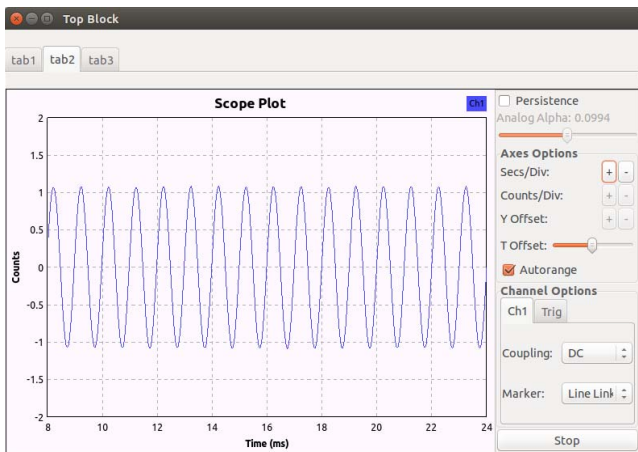 Top Block
tab1 tab2 tab3
Scope Plot
Ch1
2
1.5
1
0.5
0
-0.5
-1
-1.5
-2
Counts
8 10 12 14 16 18 20 22 24
Time (ms)
Persistence
Analog Alpha: 0.0994
Axes Options
Secs/Div: + -
Counts/Div: + -
Y Offset: + -
T Offset:
Autorange
Channel Options
Ch1 Trig
Coupling: DC
Marker: Line Link
Stop